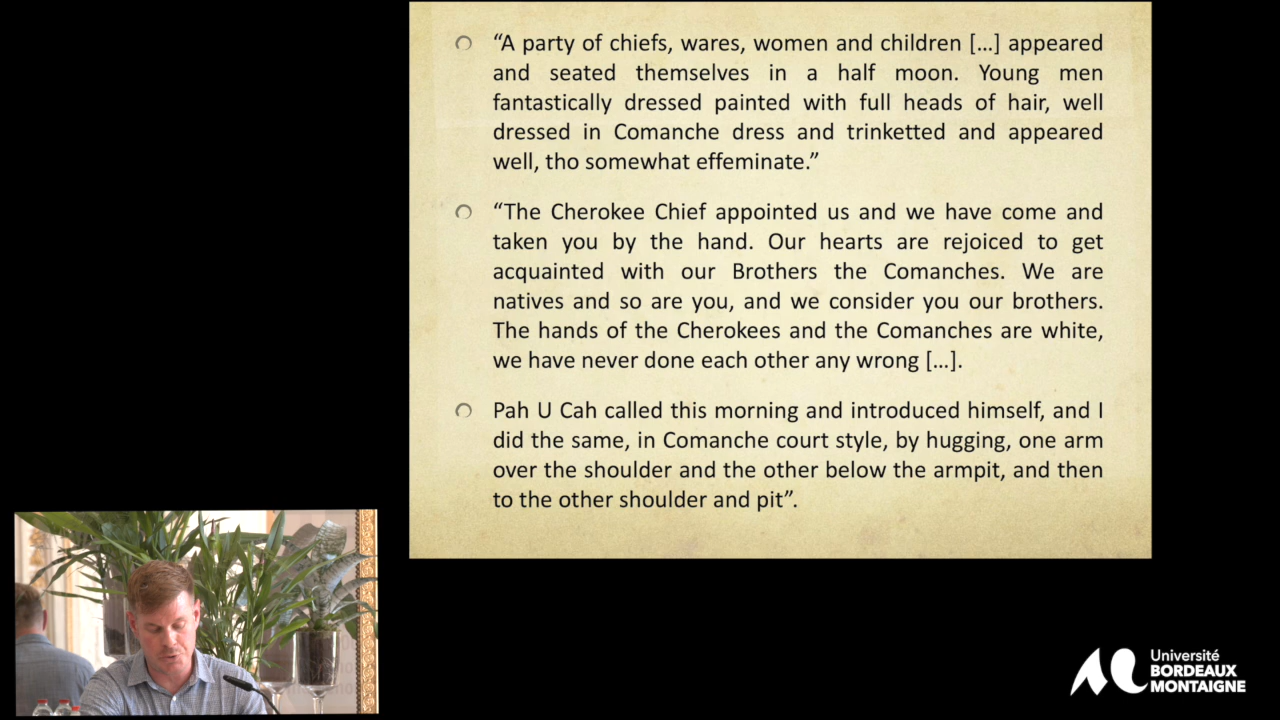 “A party of chiefs, wares, women and children [...] appeared
and seated themselves in a half moon. Young men
fantastically dressed painted with full heads of hair, well
dressed in Comanche dress and trinketted and appeared
well, tho somewhat effeminate.”
“The Cherokee Chief appointed us and we have come and
taken you by the hand. Our hearts are rejoiced to get
acquainted with our Brothers the Comanches. We are
natives and so are you, and we consider you our brothers.
The hands of the Cherokees and the Comanches are white,
we have never done each other any wrong [...].
Pah U Cah called this morning and introduced himself, and I
did the same, in Comanche court style, by hugging, one arm
over the shoulder and the other below the armpit, and then
to the other shoulder and pit”.
Université
BORDEAUX
MONTAIGNE